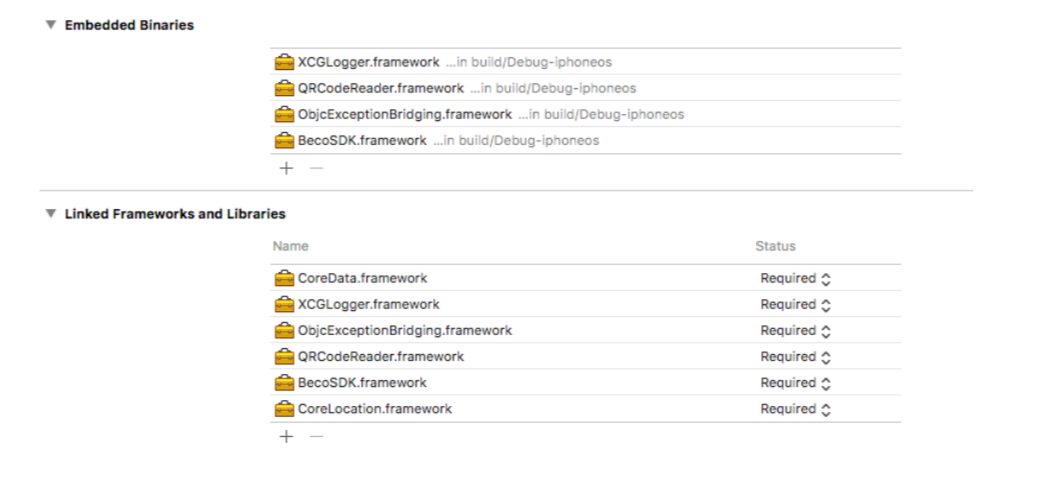 Embedded Binaries
XCGLogger.framework ...in build/Debug-iphoneos
QRCodeReader.framework ...in build/Debug-iphoneos
ObjcExceptionBridging.framework ...in build/Debug-iphoneos
BecoSDK.framework ...in build/Debug-iphoneos
Linked Frameworks and Libraries
Name Status
CoreData.framework Required
XCGLogger.framework Required
ObjcExceptionBridging.framework Required
QRCodeReader.framework Required
BecoSDK.framework Required
CoreLocation.framework Required